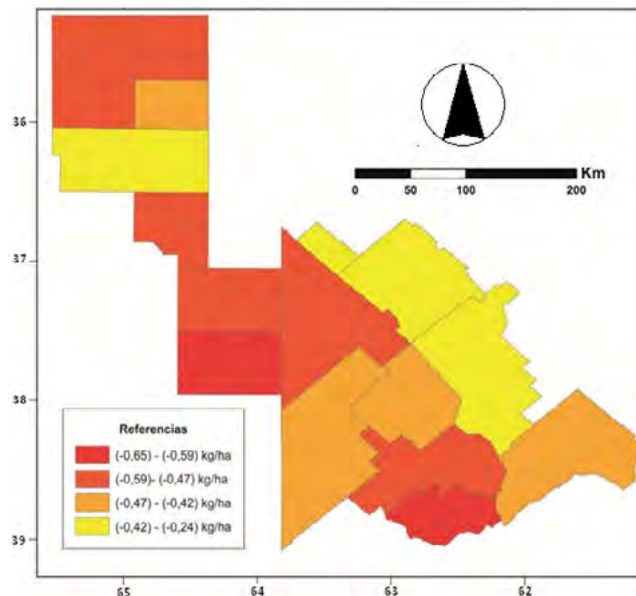 Km
0 50 100 200
36
37
38
39
Referencias
(-0,65) - (-0,59) kg/ha
(-0,59)- (-0,47) kg/ha
(-0,47) - (-0,42) kg/ha
(-0,42) - (-0,24) kg/ha
65 64 63 62